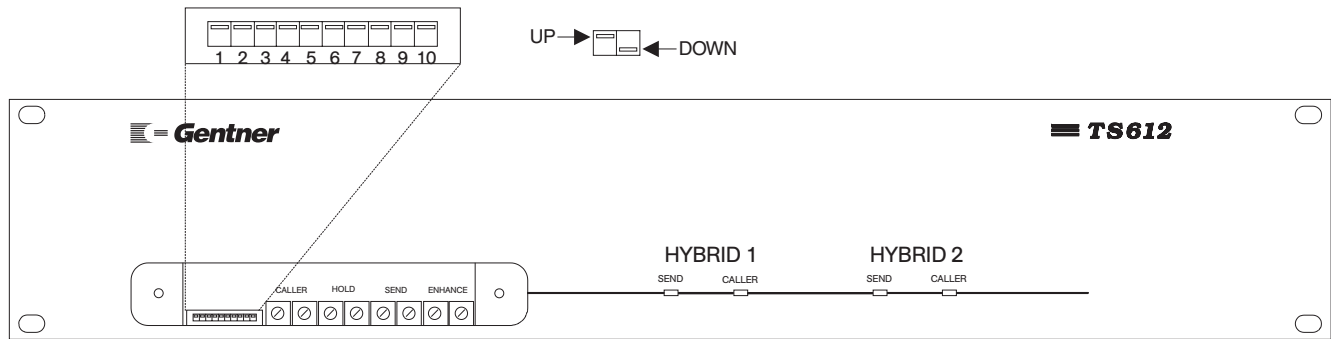 UP DOWN
1 2 3 4 5 6 7 8 9 10
Gentner
TS612
HYBRID 1 HYBRID 2
SEND CALLER SEND CALLER
CALLER HOLD SEND ENHANCE